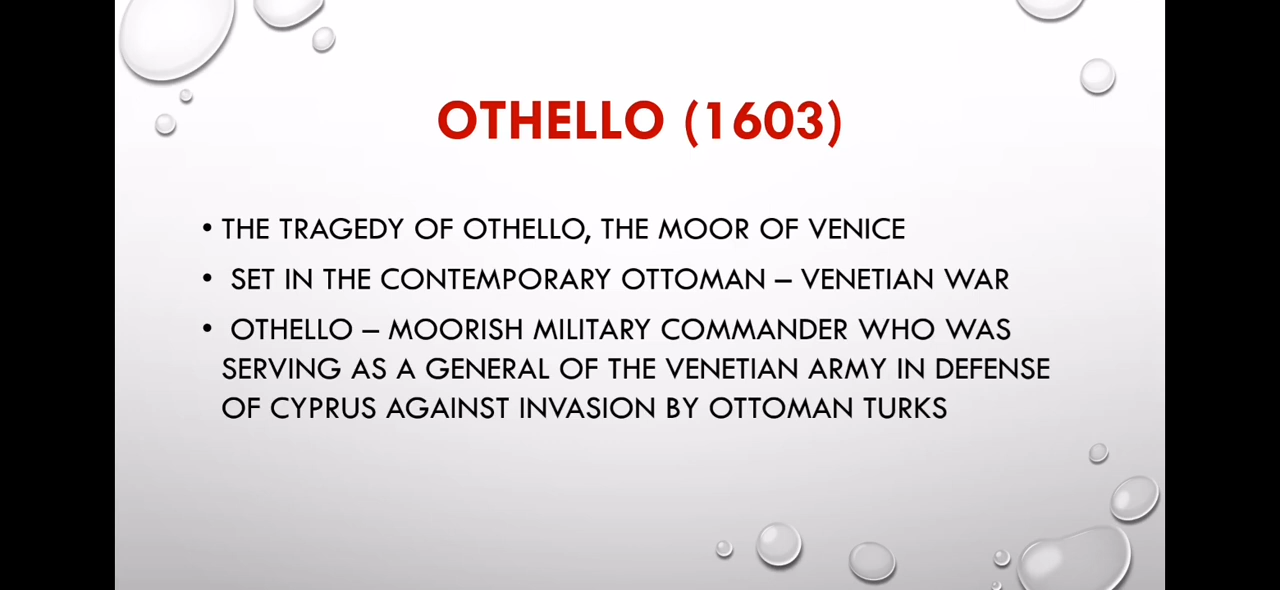 OTHELLO (1603)
• THE TRAGEDY OF OTHELLO, THE MOOR OF VENICE
• SET IN THE CONTEMPORARY OTTOMAN – VENETIAN WAR
• OTHELLO – MOORISH MILITARY COMMANDER WHO WAS
SERVING AS A GENERAL OF THE VENETIAN ARMY IN DEFENSE
OF CYPRUS AGAINST INVASION BY OTTOMAN TURKS